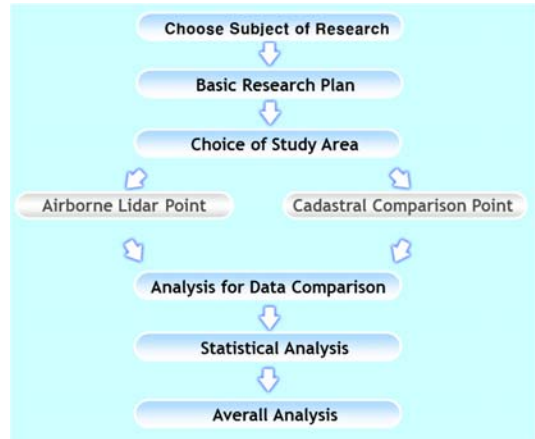 Choose Subject of Research
Basic Research Plan
Choice of Study Area
Airborne Lidar Point
Cadastral Comparison Point
Analysis for Data Comparison
Statistical Analysis
Averall Analysis